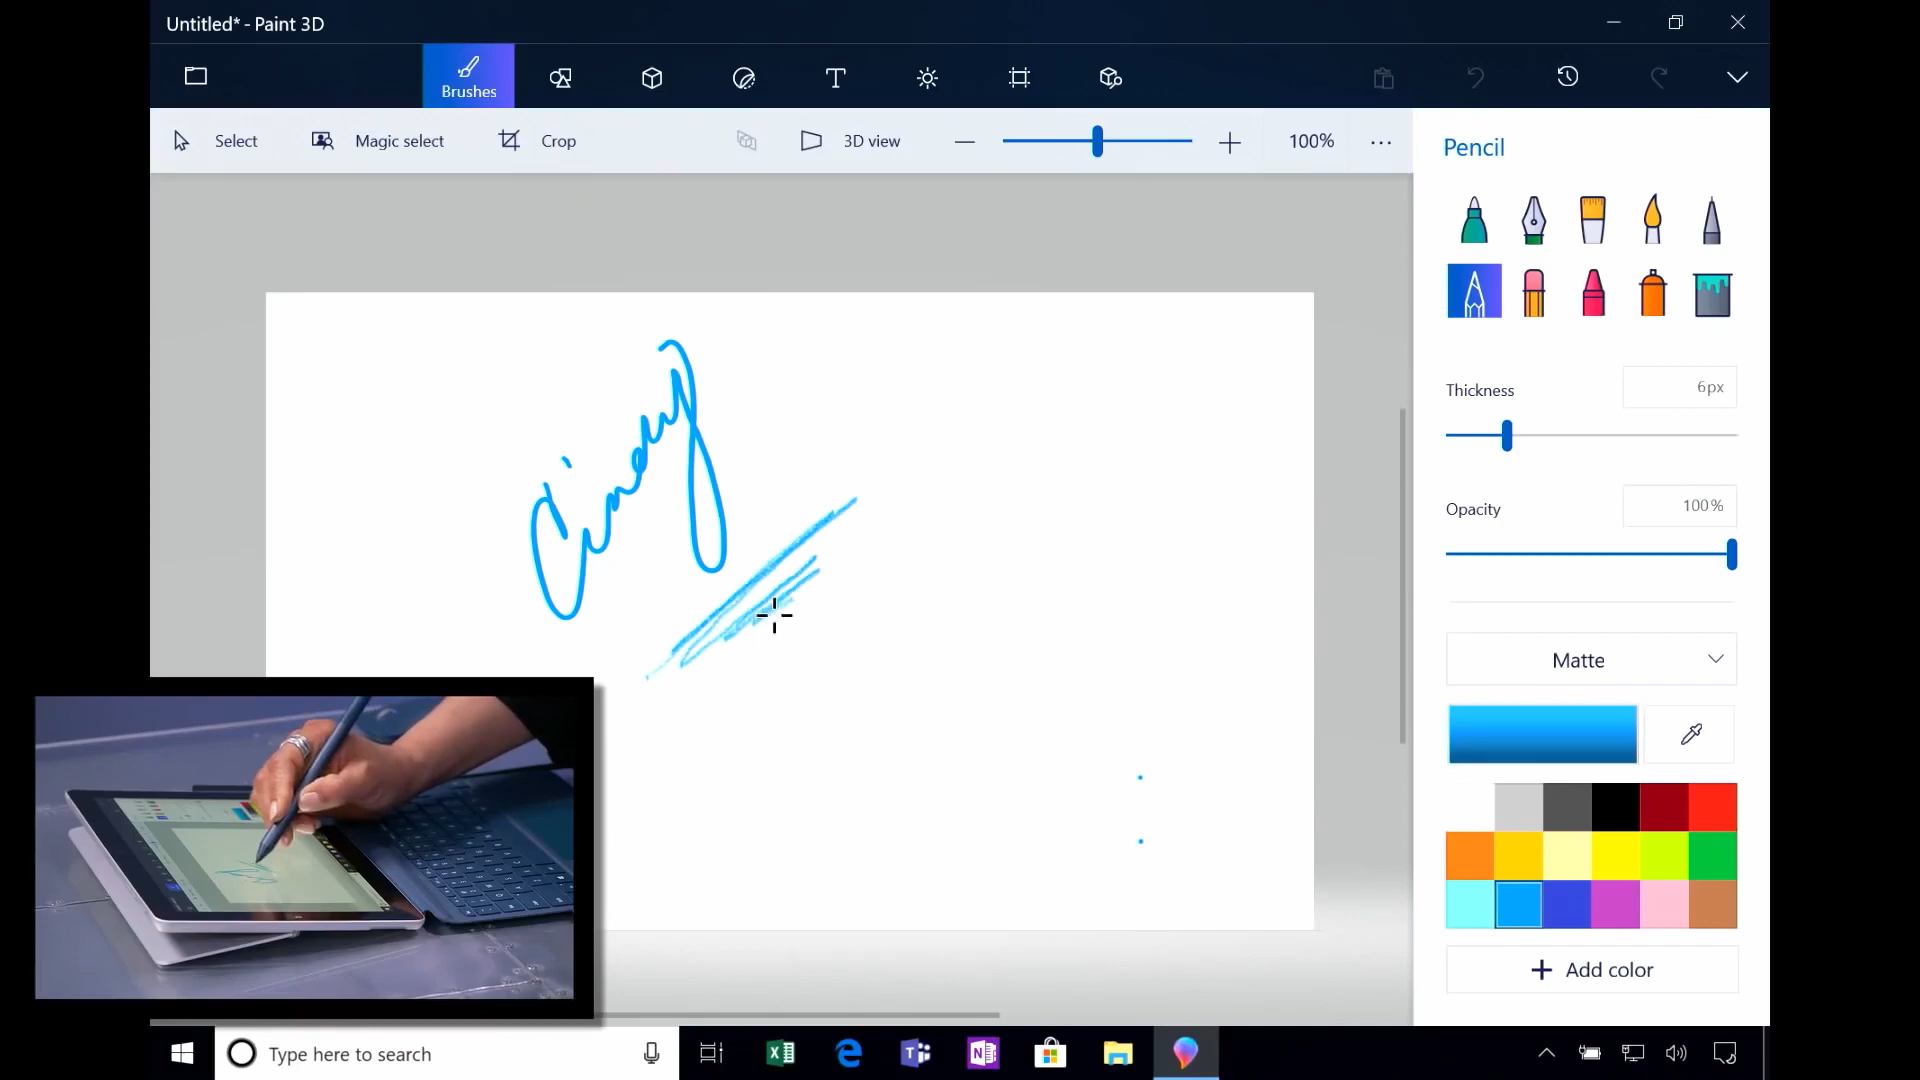 Untitled* - Paint 3D
Brushes
Select
Magic select
Crop
3D view
100%
Pencil
Thickness
6px
Opacity
100%
Matte
Cindy
Add color
Type here to search